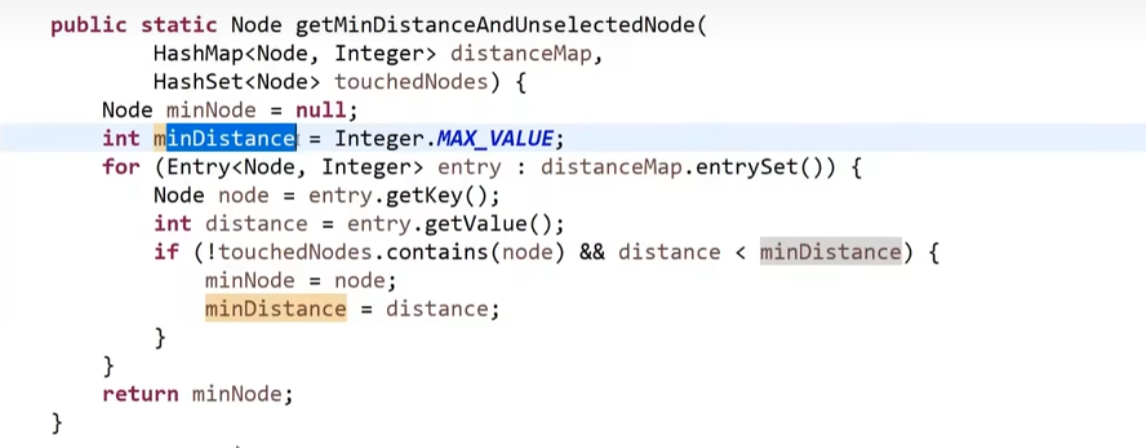 public static Node getMinDistanceAndUnselectedNode(
HashMap<Node, Integer> distanceMap,
HashSet<Node> touchedNodes) {
Node minNode = null;
int minDistance = Integer.MAX_VALUE;
for (Entry<Node, Integer> entry : distanceMap.entrySet()) {
Node node = entry.getKey();
int distance = entry.getValue();
if (!touchedNodes.contains(node) && distance < minDistance) {
minNode = node;
minDistance = distance;
}
}
return minNode;
}